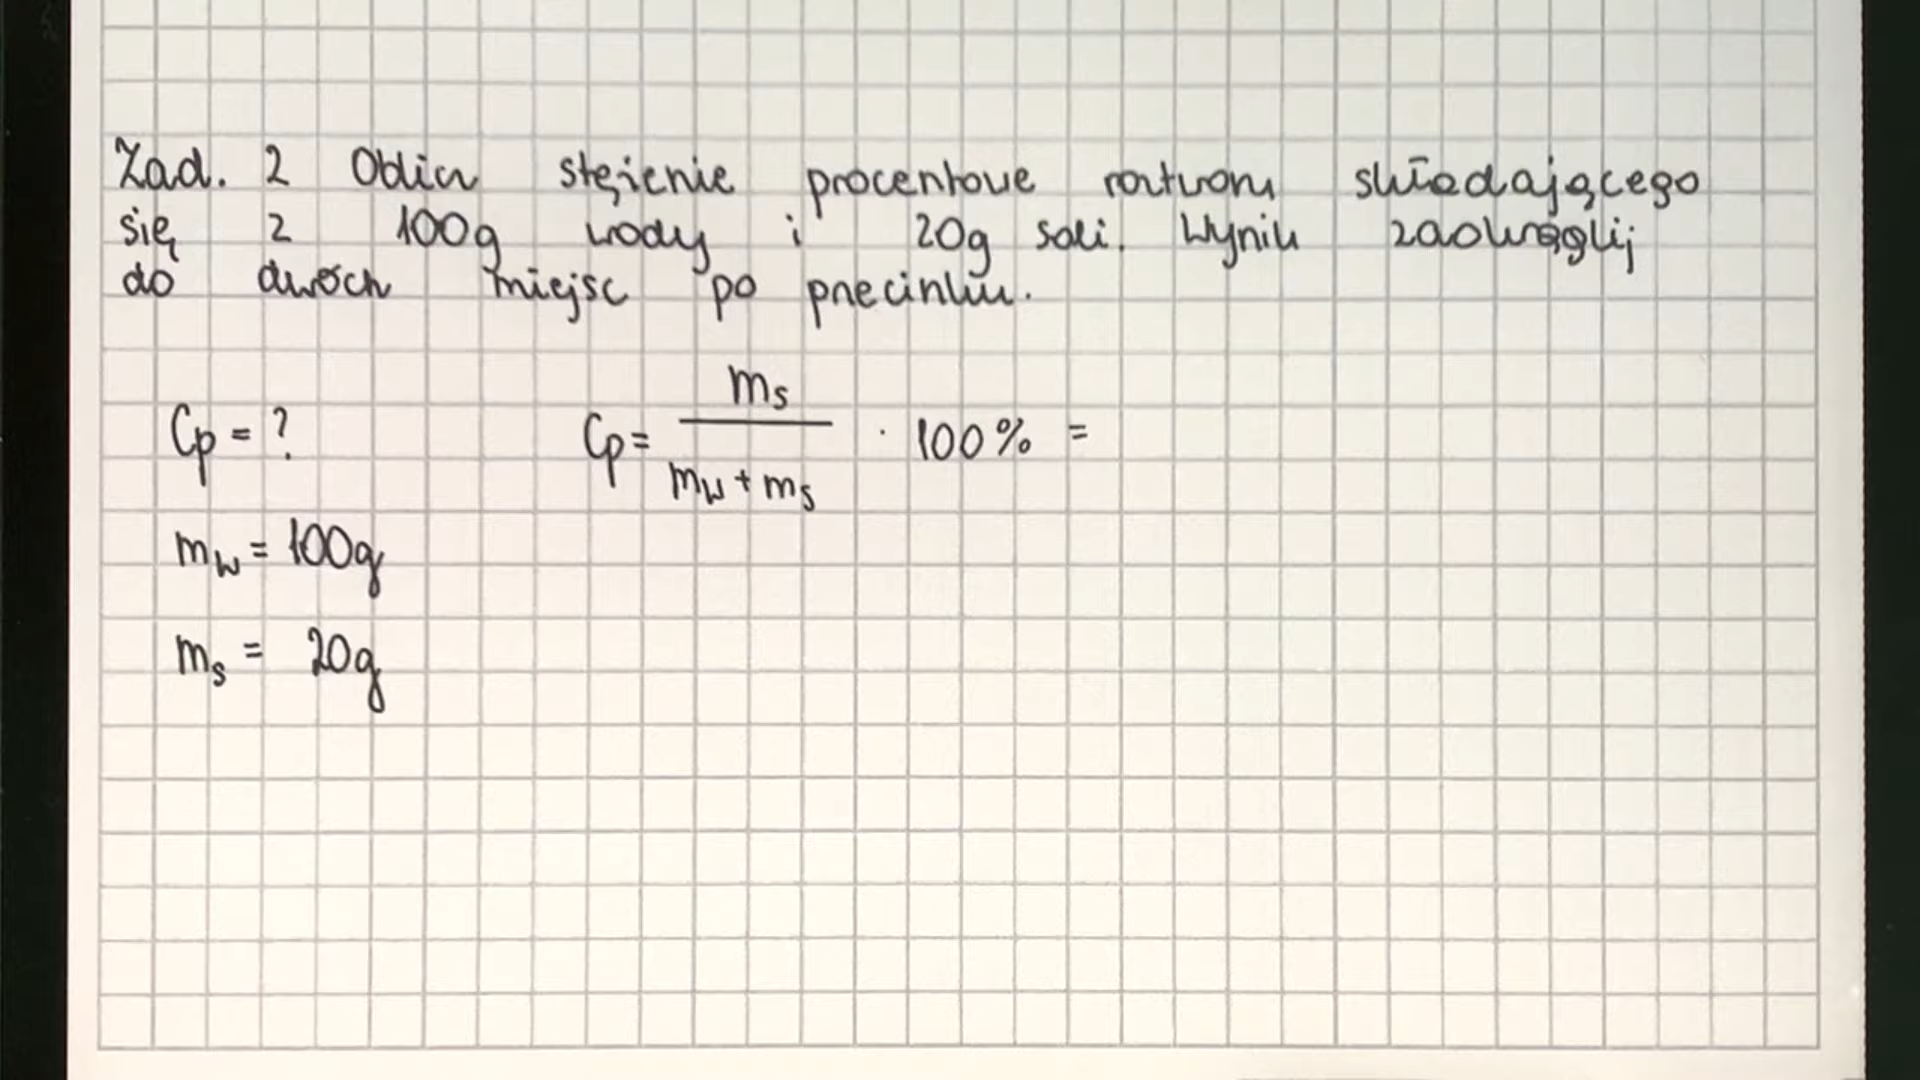 Zad. 2 Oblicz stężenie procentowe roztworu składającego
się z 100g wody i 20g soli. Wynik zaokrąglij
do dwóch miejsc po przecinku.
Cp = ?
Cp = ms / (mw + ms) · 100% =
mw = 100g
ms = 20g